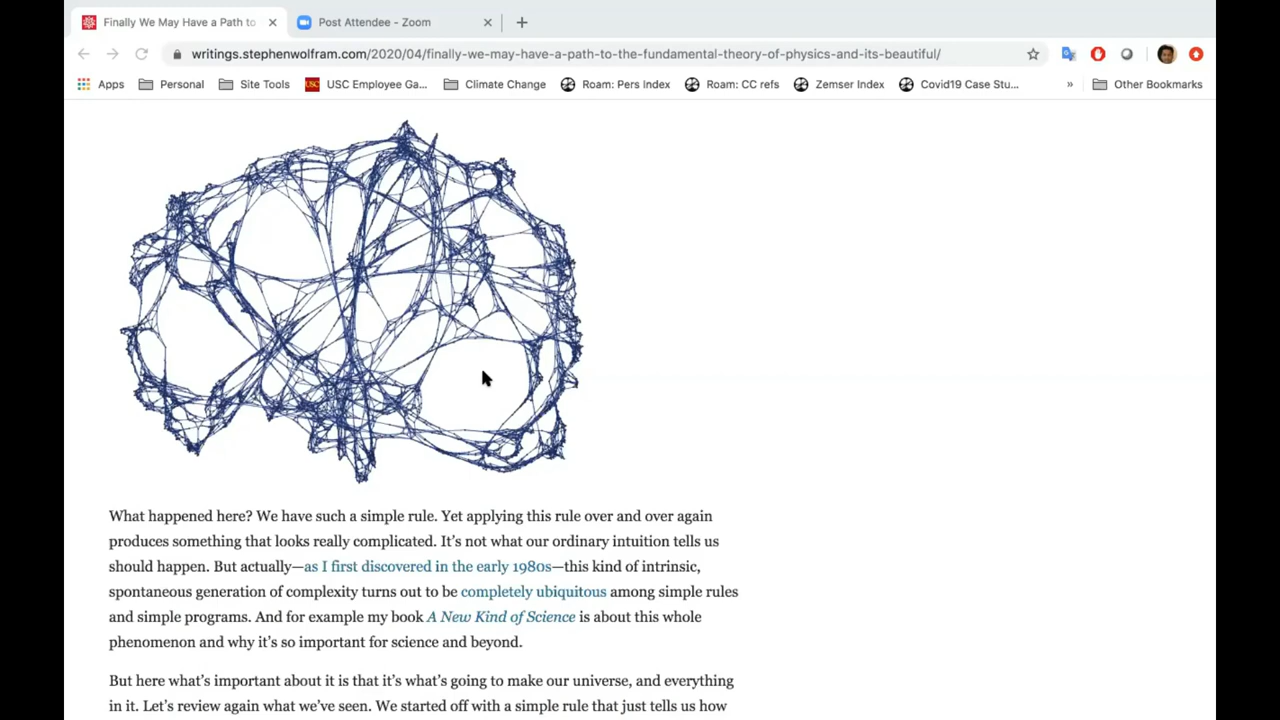 Finally We May Have a Path to
Post Attendee - Zoom
writings.stephenwolfram.com/2020/04/finally-we-may-have-a-path-to-the-fundamental-theory-of-physics-and-its-beautiful/
Apps Personal Site Tools USC USC Employee Ga... Climate Change Roam: Pers Index Roam: CC refs Zemser Index Covid19 Case Stu... » Other Bookmarks
What happened here? We have such a simple rule. Yet applying this rule over and over again
produces something that looks really complicated. It’s not what our ordinary intuition tells us
should happen. But actually—as I first discovered in the early 1980s—this kind of intrinsic,
spontaneous generation of complexity turns out to be completely ubiquitous among simple rules
and simple programs. And for example my book A New Kind of Science is about this whole
phenomenon and why it’s so important for science and beyond.
But here what’s important about it is that it’s what’s going to make our universe, and everything
in it. Let’s review again what we’ve seen. We started off with a simple rule that just tells us how